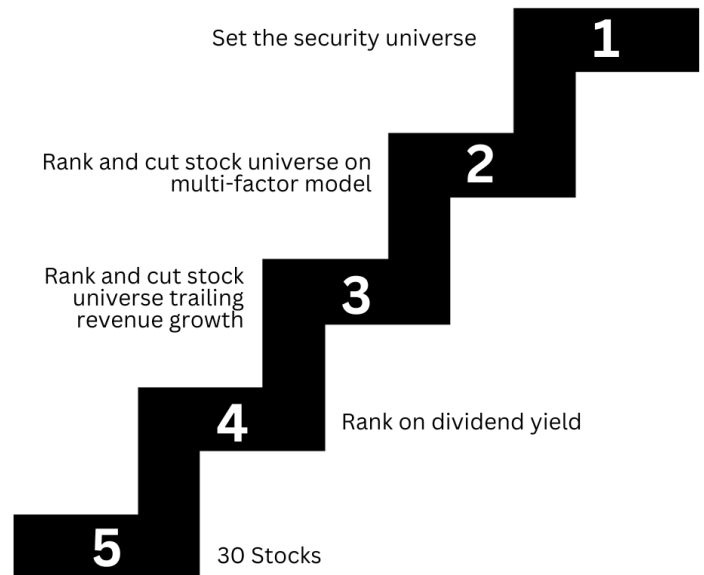 Set the security universe
1
Rank and cut stock universe on
multi-factor model
2
Rank and cut stock
universe trailing
revenue growth
3
4
Rank on dividend yield
5
30 Stocks